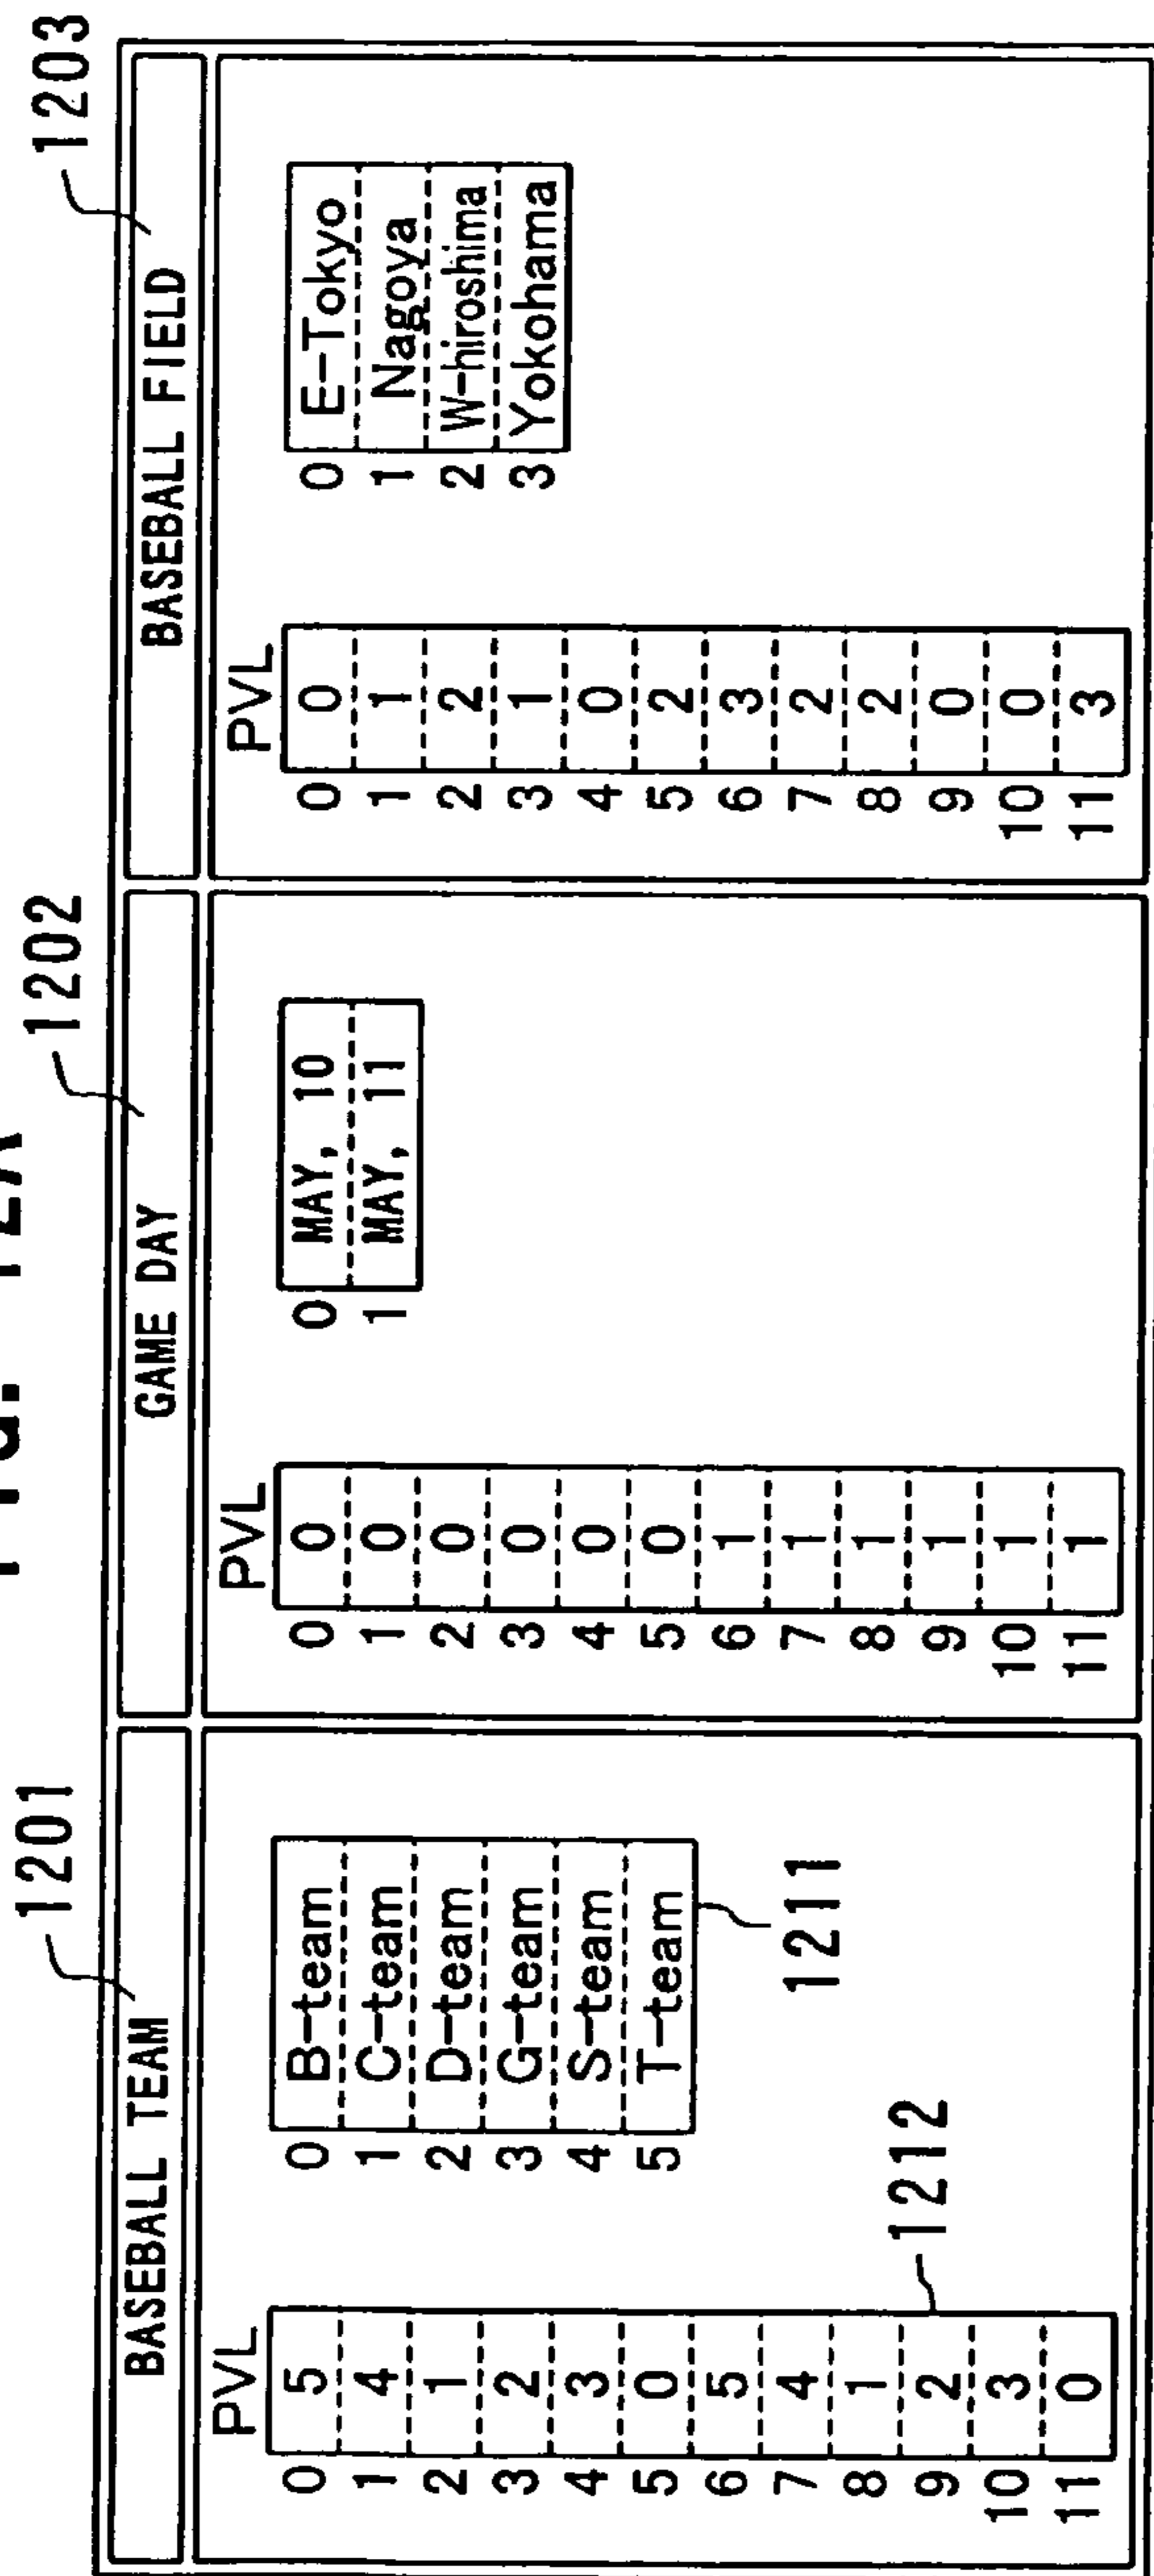 1201 1202 1203
BASEBALL TEAM GAME DAY BASEBALL FIELD
PVL PVL PVL
0 5 0 B-team 0 0 0 MAY, 10 0 0 0 E-Tokyo
1 4 1 C-team 1 0 1 MAY, 11 1 1 1 Nagoya
2 1 2 D-team 2 0 2 2 2 W-hiroshima
3 2 3 G-team 3 0 3 1 3 Yokohama
4 3 4 S-team 4 0 4 0
5 0 5 T-team 5 0 5 2
6 5 6 1 6 3
7 4 1211 7 1 7 2
8 1 8 1 8 2
9 2 1212 9 1 9 0
10 3 10 1 10 0
11 0 11 1 11 3